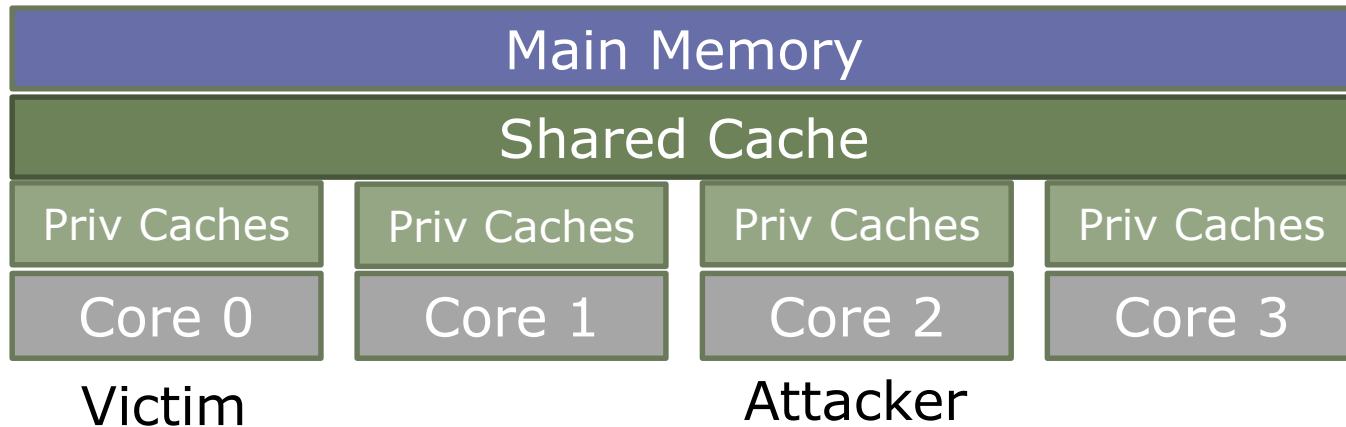 Main Memory
Shared Cache
Priv Caches Priv Caches Priv Caches Priv Caches
Core 0 Core 1 Core 2 Core 3
Victim Attacker